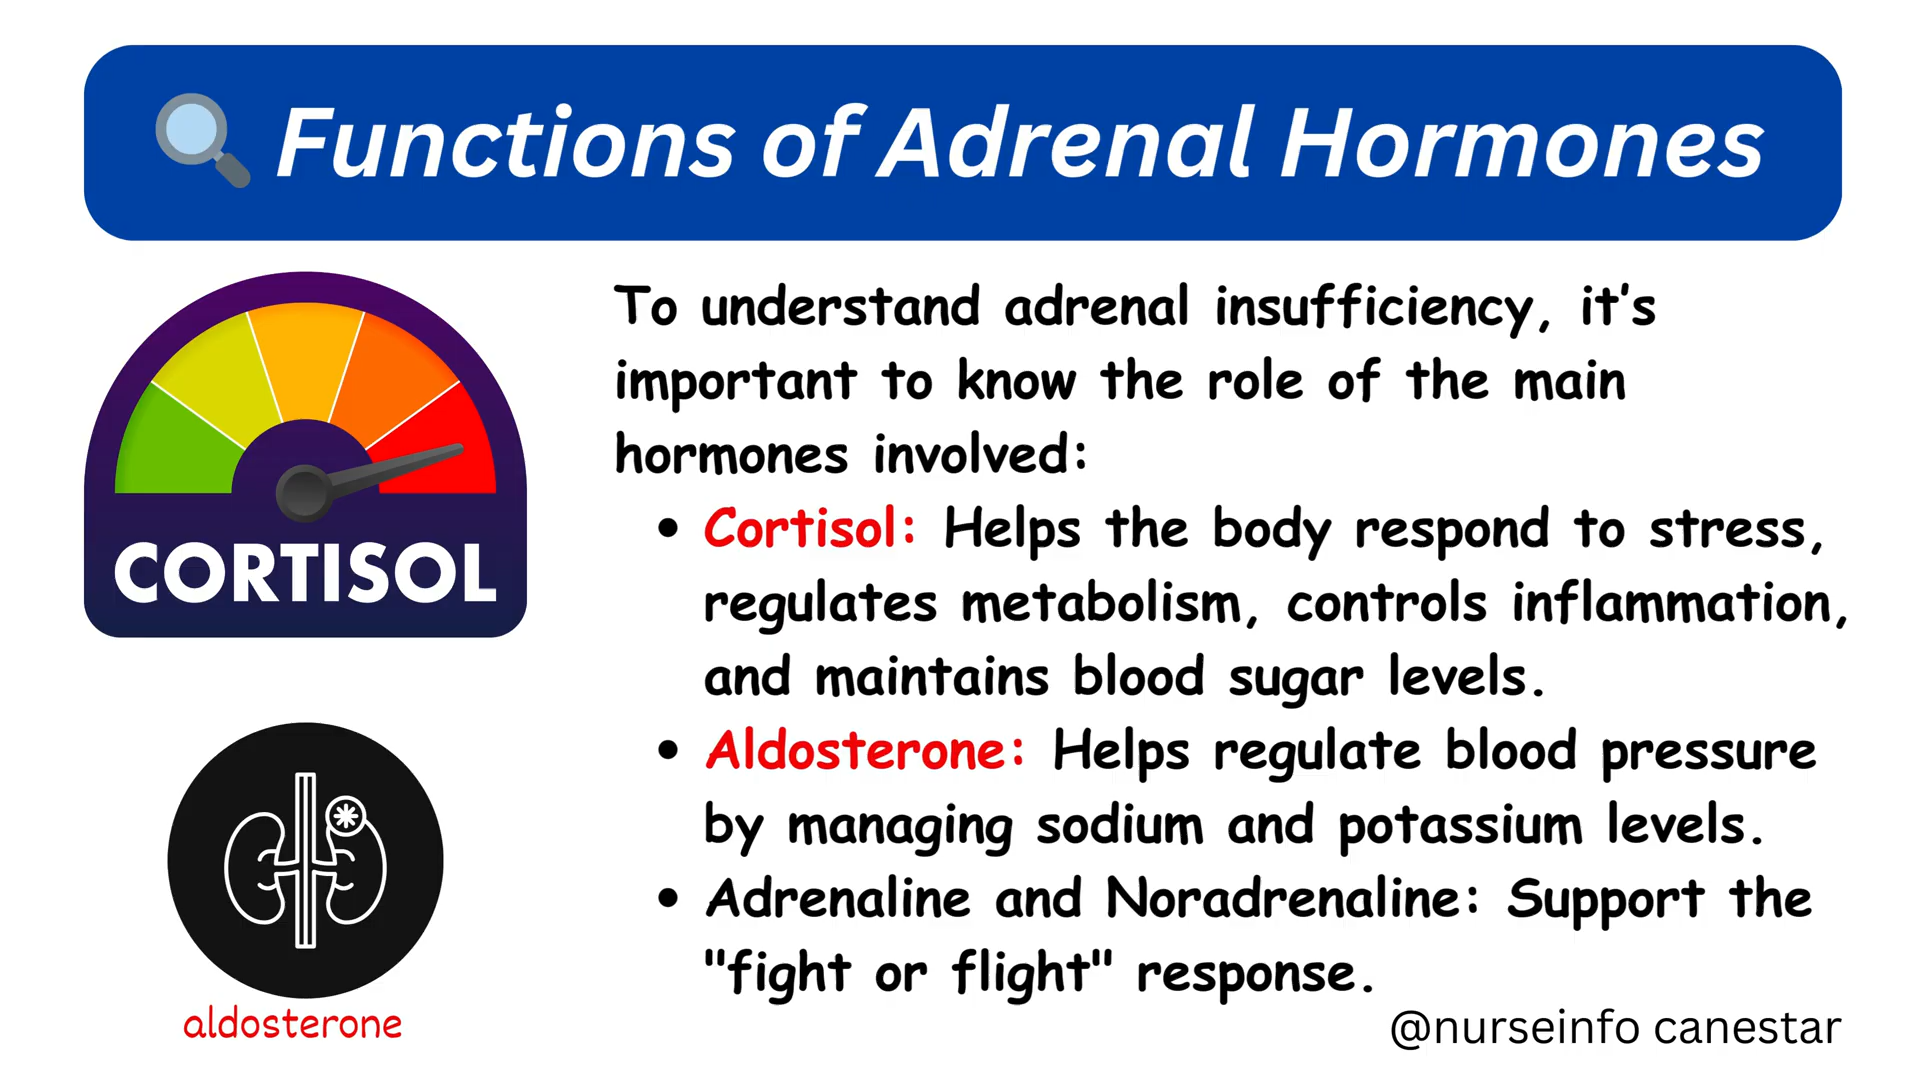 Functions of Adrenal Hormones
CORTISOL
aldosterone
To understand adrenal insufficiency, it's
important to know the role of the main
hormones involved:
• Cortisol: Helps the body respond to stress,
regulates metabolism, controls inflammation,
and maintains blood sugar levels.
• Aldosterone: Helps regulate blood pressure
by managing sodium and potassium levels.
• Adrenaline and Noradrenaline: Support the
"fight or flight" response.
@nurseinfo canestar